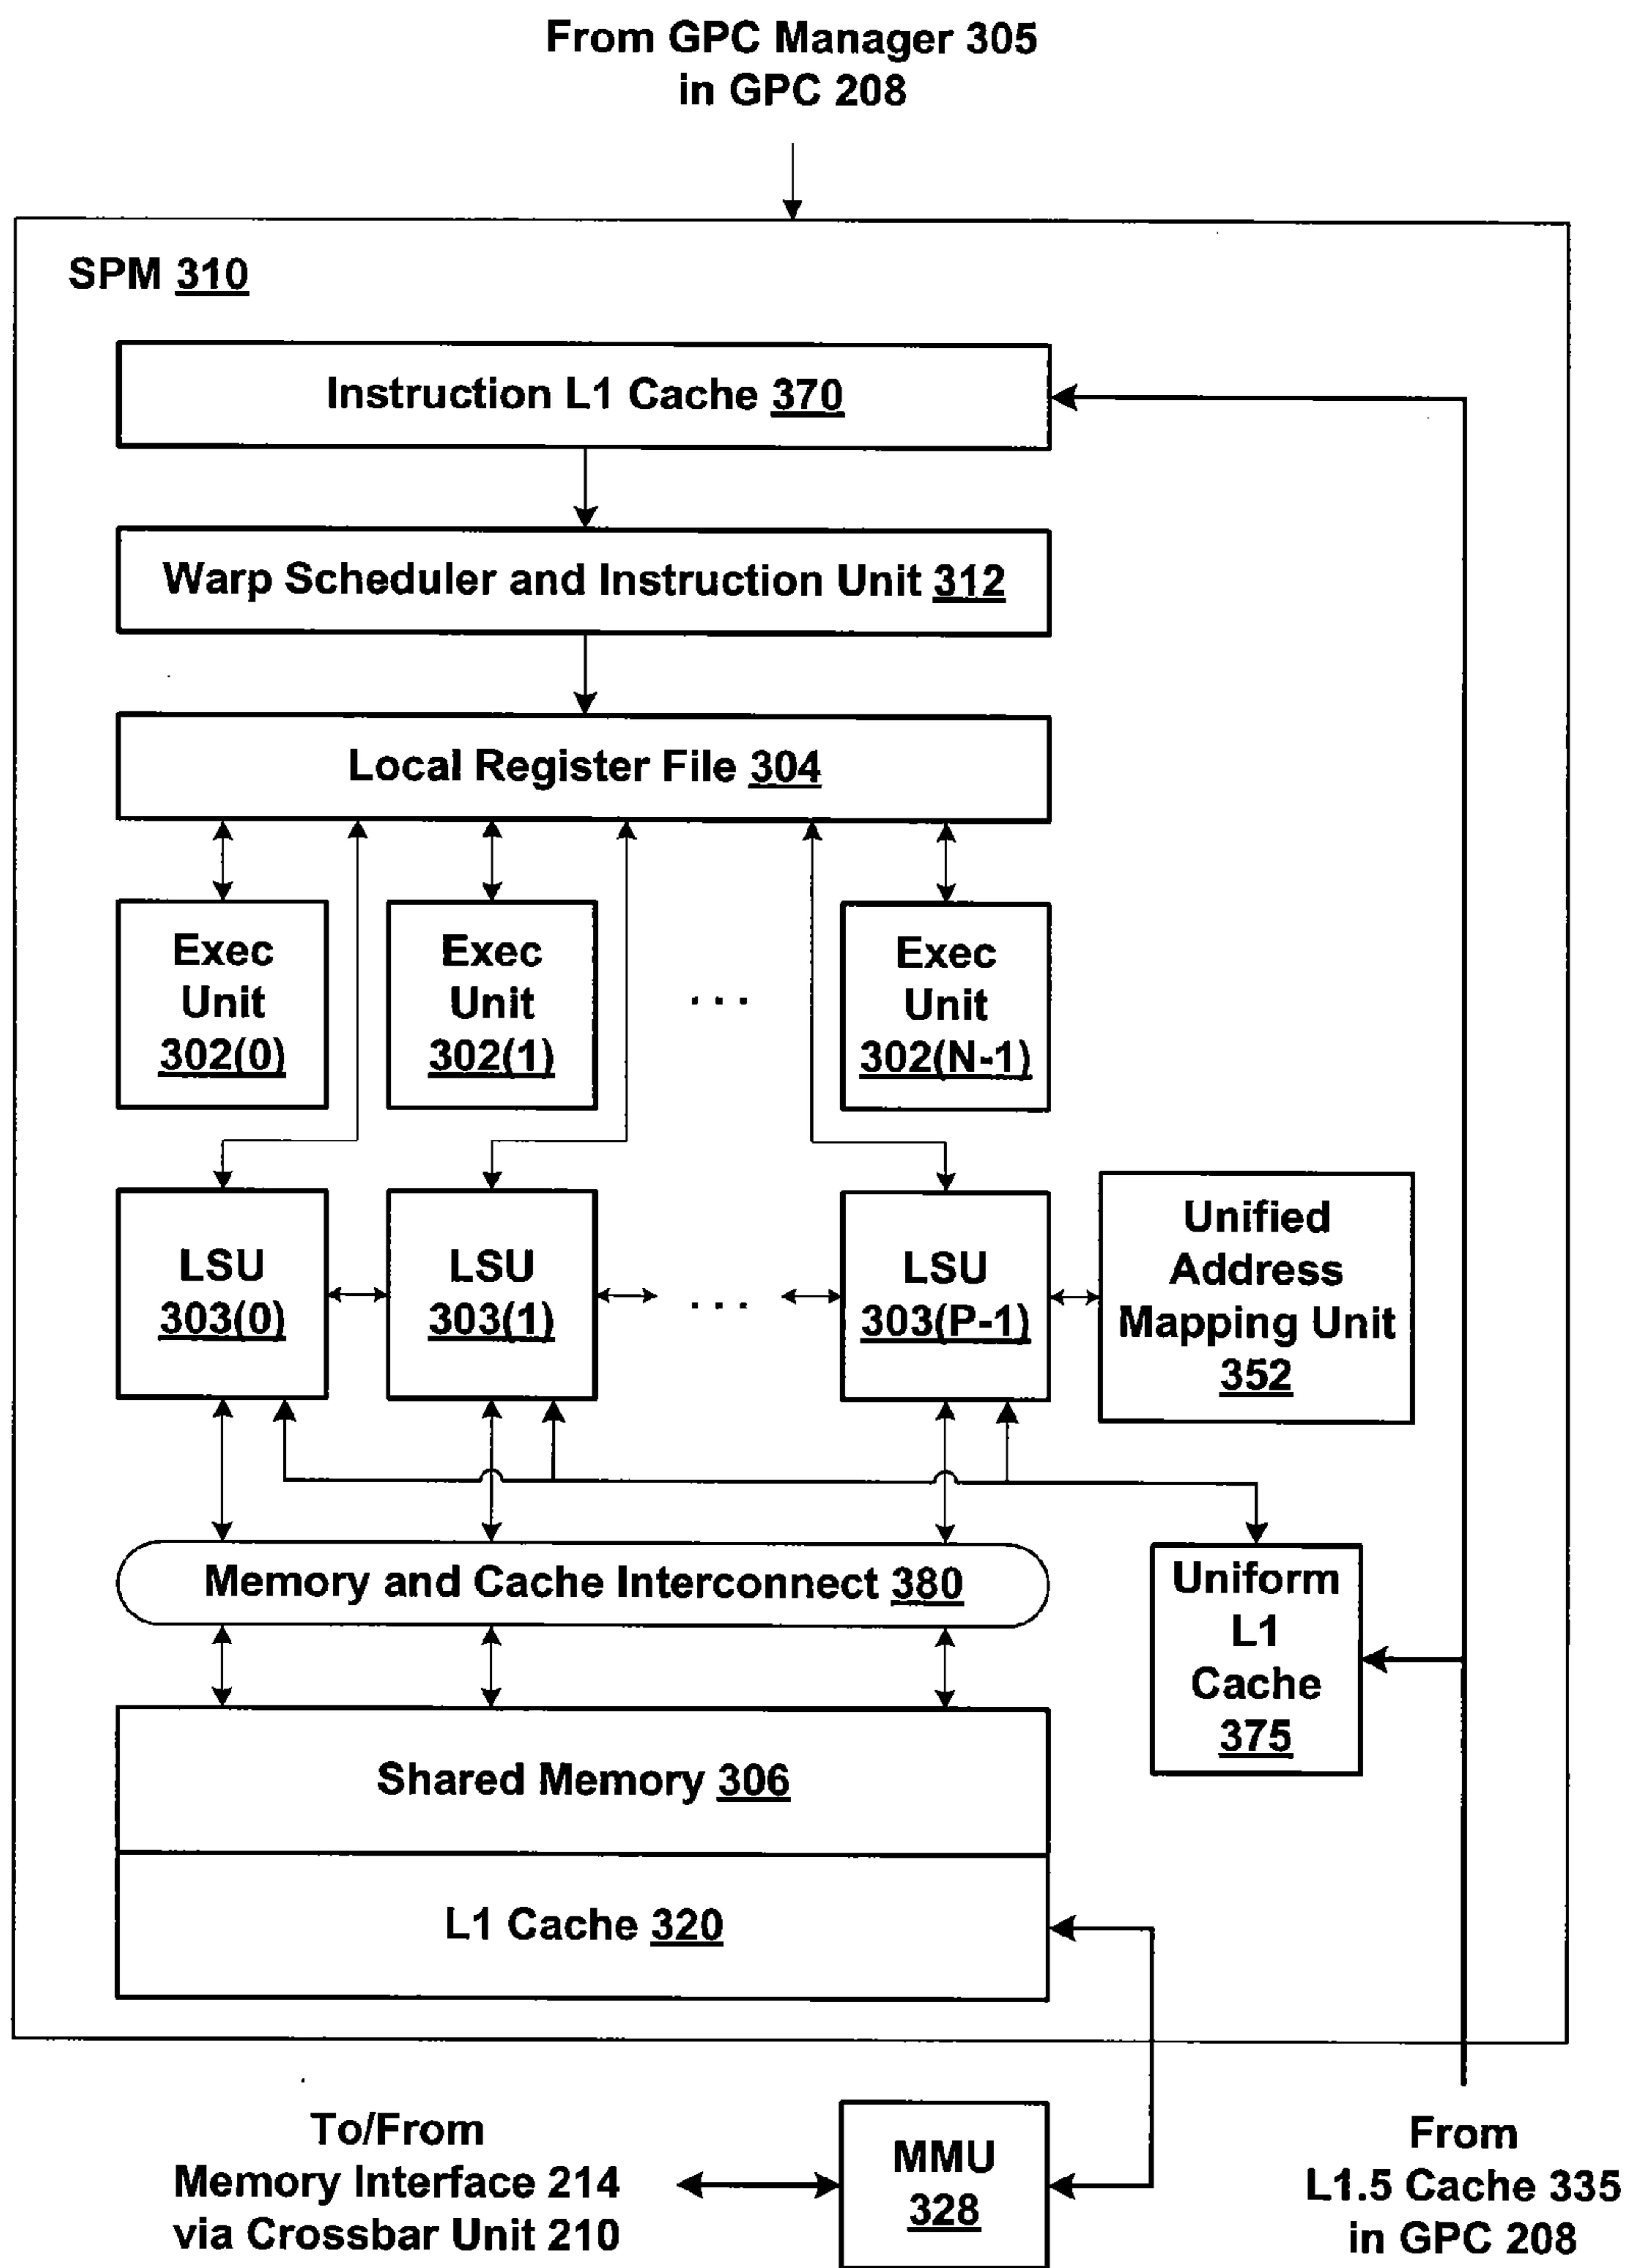 From GPC Manager 305
in GPC 208
SPM 310
Instruction L1 Cache 370
Warp Scheduler and Instruction Unit 312
Local Register File 304
Exec
Unit
302(0)
Exec
Unit
302(1)
. . .
Exec
Unit
302(N-1)
LSU
303(0)
LSU
303(1)
. . .
LSU
303(P-1)
Unified
Address
Mapping Unit
352
Memory and Cache Interconnect 380
Uniform
L1
Cache
375
Shared Memory 306
L1 Cache 320
To/From
Memory Interface 214
via Crossbar Unit 210
MMU
328
From
L1.5 Cache 335
in GPC 208